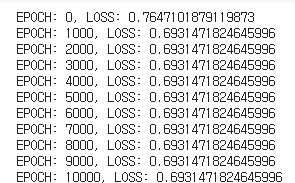 EPOCH: 0, LOSS: 0.7647101879119873
EPOCH: 1000, LOSS: 0.6931471824645996
EPOCH: 2000, LOSS: 0.6931471824645996
EPOCH: 3000, LOSS: 0.6931471824645996
EPOCH: 4000, LOSS: 0.6931471824645996
EPOCH: 5000, LOSS: 0.6931471824645996
EPOCH: 6000, LOSS: 0.6931471824645996
EPOCH: 7000, LOSS: 0.6931471824645996
EPOCH: 8000, LOSS: 0.6931471824645996
EPOCH: 9000, LOSS: 0.6931471824645996
EPOCH: 10000, LOSS: 0.6931471824645996